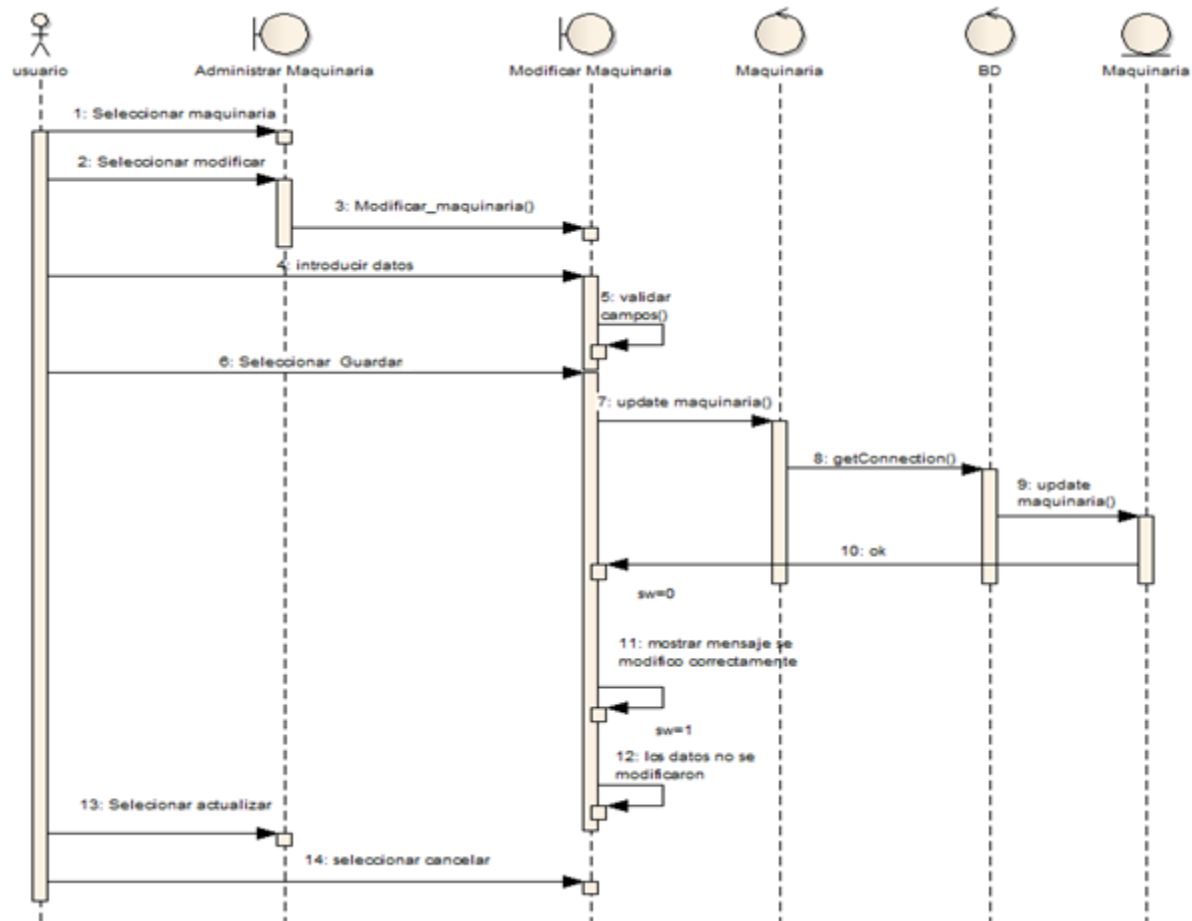 usuario
Administrar Maquinaria
Modificar Maquinaria
Maquinaria
BD
Maquinaria
1: Seleccionar maquinaria
2: Seleccionar modificar
3: Modificar_maquinaria()
4: introducir datos
5: validar
campos()
6: Seleccionar Guardar
7: update maquinaria()
8: getConnection()
9: update
maquinaria()
10: ok
sw=0
11: mostrar mensaje se
modifico correctamente
sw=1
12: los datos no se
modificaron
13: Selecionar actualizar
14: seleccionar cancelar